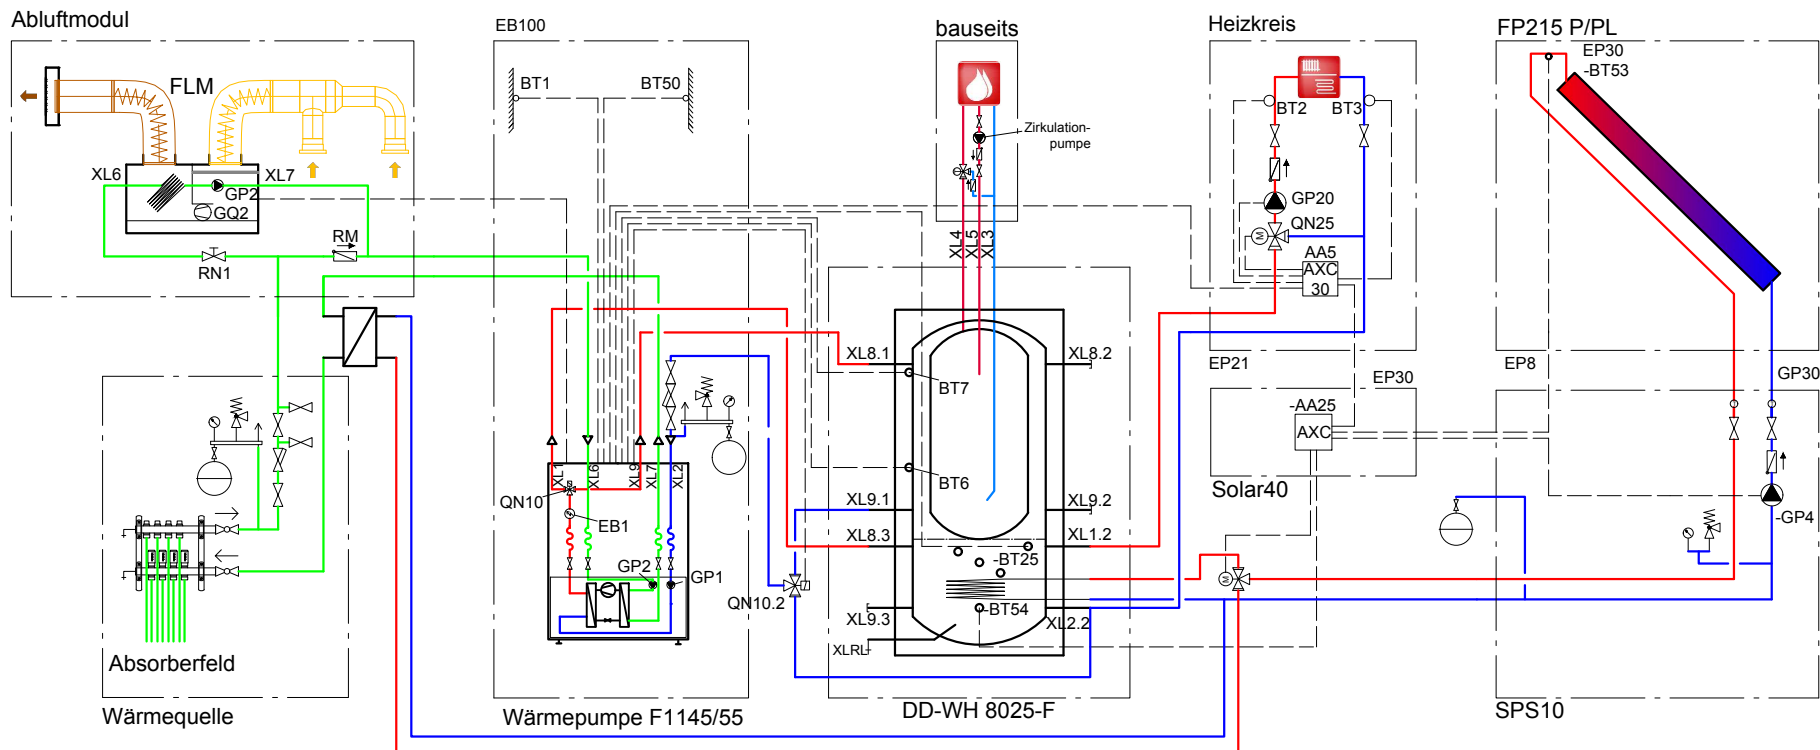 Abluftmodul
FLM
XL6
XL7
GP2
GQ2
RM
RN1
Absorberfeld
Wärmequelle
EB100
BT1
BT50
XL1
XL6
XL9
XL7
XL2
QN10
EB1
GP2
GP1
Wärmepumpe F1145/55
QN10.2
bauseits
Zirkulation-
pumpe
XL4
XL5
XL3
XL8.1
XL8.2
BT7
BT6
XL9.1
XL9.2
XL8.3
XL1.2
-BT25
-BT54
XL9.3
XL2.2
XLRL
DD-WH 8025-F
Heizkreis
BT2
BT3
GP20
QN25
M
AA5
AXC
30
EP21
EP30
-AA25
AXC
Solar40
M
FP215 P/PL
EP30
-BT53
EP8
GP30
-GP4
SPS10